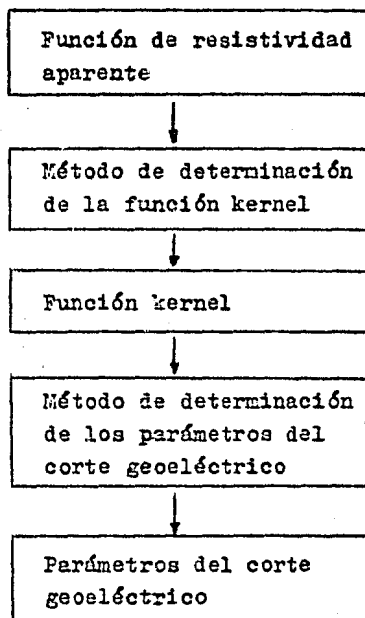 Función de resistividad
aparente
Método de determinación
de la función kernel
Función kernel
Método de determinación
de los parámetros del
corte geoeléctrico
Parámetros del corte
geoeléctrico